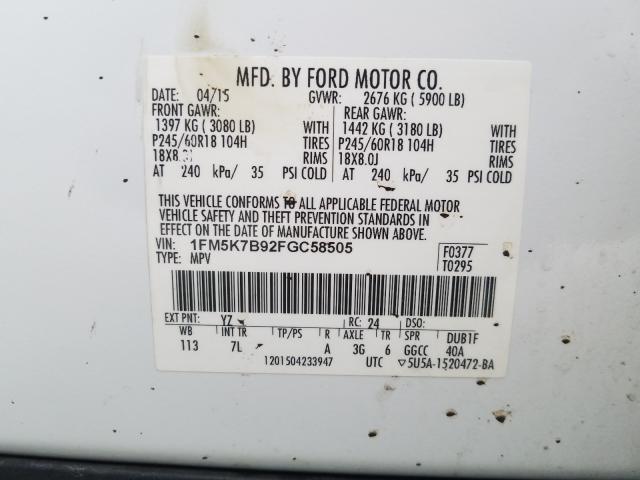 MFD. BY FORD MOTOR CO.
DATE: 04/15 GVWR: 2676 KG ( 5900 LB)
FRONT GAWR: REAR GAWR:
1397 KG ( 3080 LB) WITH 1442 KG ( 3180 LB) WITH
P245/60R18 104H TIRES P245/60R18 104H TIRES
18X8. RIMS 18X8.0J RIMS
AT 240 kPa/ 35 PSI COLD AT 240 kPa/ 35 PSI COLD
THIS VEHICLE CONFORMS TO ALL APPLICABLE FEDERAL MOTOR
VEHICLE SAFETY AND THEFT PREVENTION STANDARDS IN
EFFECT ON THE DATE OF MANUFACTURE SHOWN ABOVE.
VIN: 1FM5K7B92FGC58505 F0377
TYPE: MPV T0295
EXT PNT: YZ RC: 24 DSO:
WB INT TR TP/PS R AXLE TR SPR DUB1F
113 7L A 3G 6 GGCC 40A
1201504233947 UTC ▽5U5A-1520472-BA